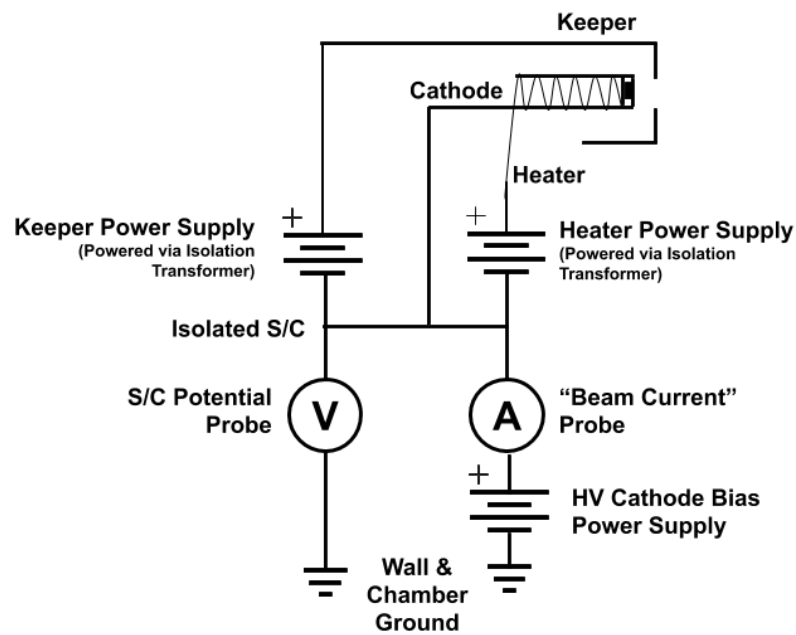 Keeper
Cathode
Heater
+
Keeper Power Supply
(Powered via Isolation
Transformer)
+
Heater Power Supply
(Powered via Isolation
Transformer)
Isolated S/C
S/C Potential
Probe
V
A
“Beam Current”
Probe
+
HV Cathode Bias
Power Supply
Wall &
Chamber
Ground